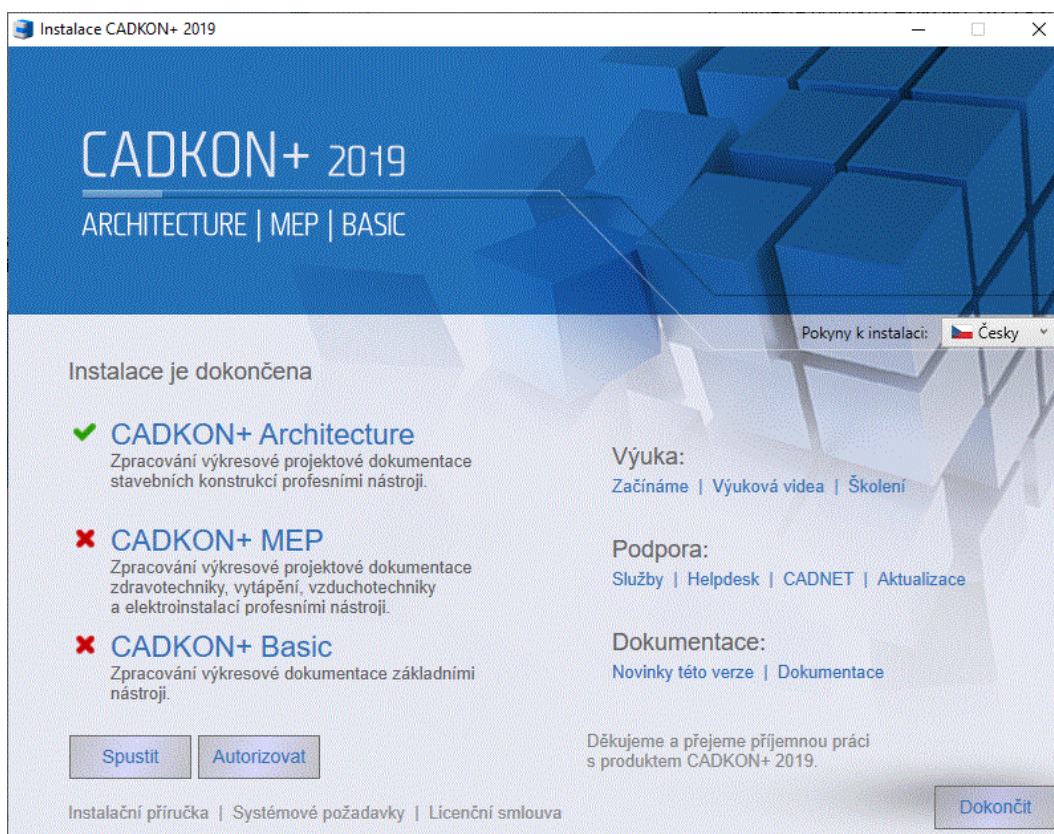 Instalace CADKON+ 2019
CADKON+ 2019
ARCHITECTURE | MEP | BASIC
Pokyny k instalaci:
Česky
Instalace je dokončena
CADKON+ Architecture
Zpracování výkresové projektové dokumentace
stavebních konstrukcí profesními nástroji.
CADKON+ MEP
Zpracování výkresové projektové dokumentace
zdravotechniky, vytápění, vzduchotechniky
a elektroinstalací profesními nástroji.
CADKON+ Basic
Zpracování výkresové dokumentace základními
nástroji.
Spustit
Autorizovat
Instalační příručka | Systémové požadavky | Licenční smlouva
Výuka:
Začínáme | Výuková videa | Školení
Podpora:
Služby | Helpdesk | CADNET | Aktualizace
Dokumentace:
Novinky této verze | Dokumentace
Děkujeme a přejeme příjemnou práci
s produktem CADKON+ 2019.
Dokončit